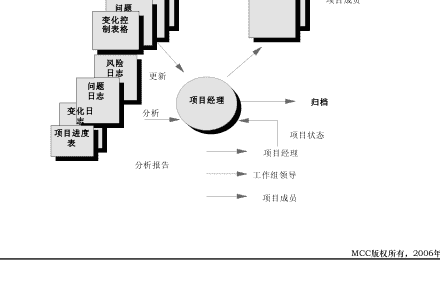 项目成员
问题
变化控
制表格
风险
日志
更新
问题
日志
项目经理
归档
变化日
志
分析
项目进度
表
项目状态
项目经理
分析报告
工作组领导
项目成员
MCC版权所有，2006年